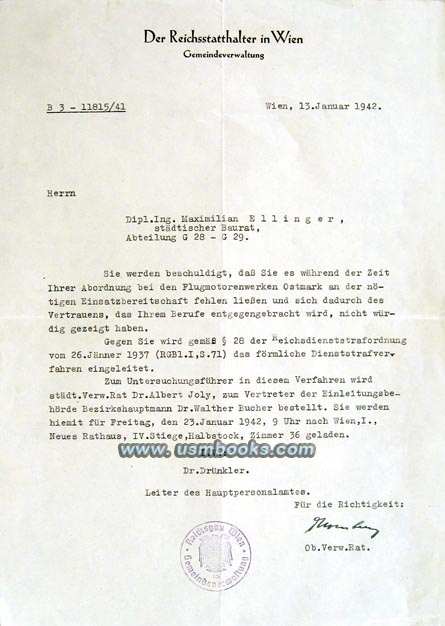 Der Reichsstatthalter in Wien
Gemeindeverwaltung
B 3 - 11815/41
Wien, 13.Januar 1942.
Herrn
Dipl.Ing. Maximilian E l l i n g e r ,
städtischer Baurat,
Abteilung G 28 - G 29.
Sie werden beschuldigt, daß Sie es während der Zeit
Ihrer Abordnung bei den Flugmotorenwerken Ostmark an der nö-
tigen Einsatzbereitschaft fehlen ließen und sich dadurch des
Vertrauens, das Ihrem Berufe entgegengebracht wird, nicht wür-
dig gezeigt haben.
Gegen Sie wird gemäß § 28 der Reichsdienststrafordnung
vom 26.Jänner 1937 (RGBl.I,S.71) das förmliche Dienststrafver-
fahren eingeleitet.
Zum Untersuchungsführer in diesem Verfahren wird
städt.Verw.Rat Dr.Albert Joly, zum Vertreter der Einleitungsbe-
hörde Bezirkshauptmann Dr.Walther Bucher bestellt. Sie werden
hiemit für Freitag, den 23.Januar 1942, 9 Uhr nach Wien,I.,
Neues Rathaus, IV.Stiege,Halbstock, Zimmer 36 geladen.
www.usmbooks.com
Dr.Drünkler.
Leiter des Hauptpersonalamtes.
Für die Richtigkeit:
Ob.Verw.Rat.
Reichsgau Wien
Gemeindeverwaltung